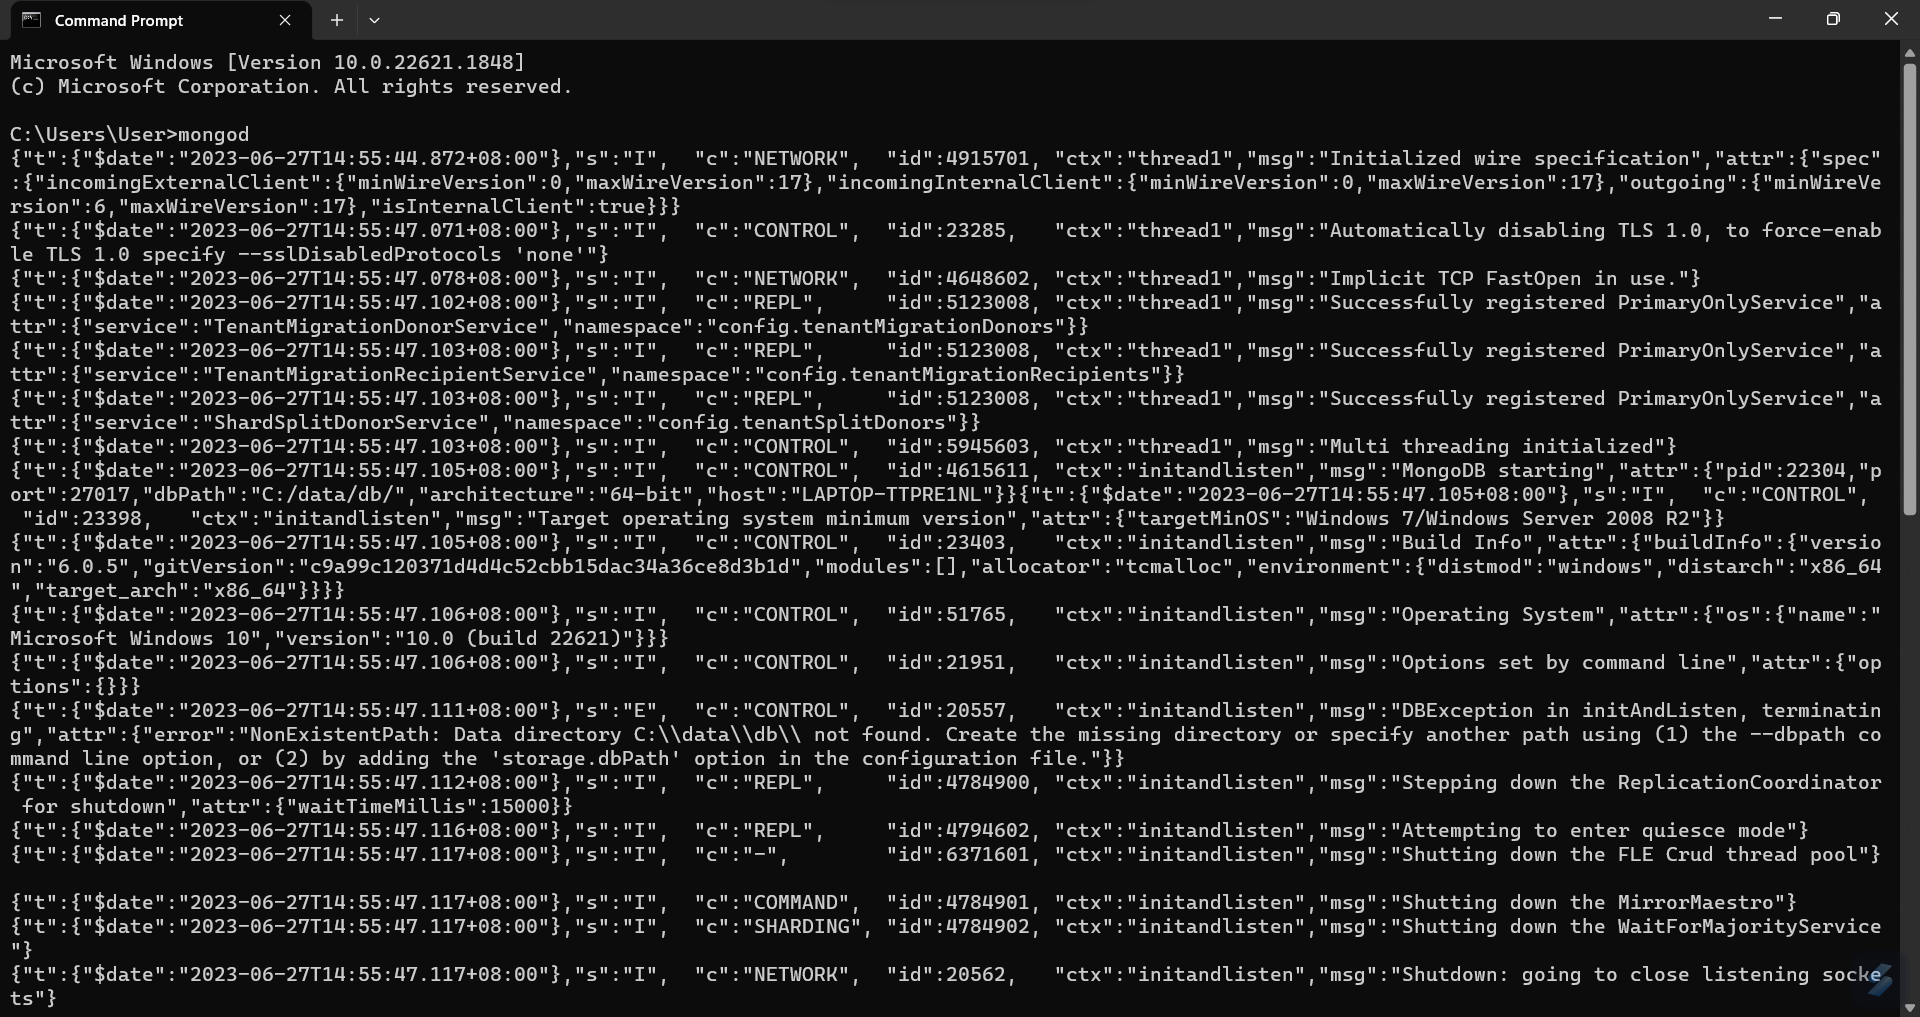 Command Prompt
Microsoft Windows [Version 10.0.22621.1848]
(c) Microsoft Corporation. All rights reserved.
C:\Users\User>mongod
{"t":{"$date":"2023-06-27T14:55:44.872+08:00"},"s":"I",  "c":"NETWORK",  "id":4915701, "ctx":"thread1","msg":"Initialized wire specification","attr":{"spec"
:{"incomingExternalClient":{"minWireVersion":0,"maxWireVersion":17},"incomingInternalClient":{"minWireVersion":0,"maxWireVersion":17},"outgoing":{"minWireVe
rsion":6,"maxWireVersion":17},"isInternalClient":true}}}
{"t":{"$date":"2023-06-27T14:55:47.071+08:00"},"s":"I",  "c":"CONTROL",  "id":23285,   "ctx":"thread1","msg":"Automatically disabling TLS 1.0, to force-enab
le TLS 1.0 specify --sslDisabledProtocols 'none'"}
{"t":{"$date":"2023-06-27T14:55:47.078+08:00"},"s":"I",  "c":"NETWORK",  "id":4648602, "ctx":"thread1","msg":"Implicit TCP FastOpen in use."}
{"t":{"$date":"2023-06-27T14:55:47.102+08:00"},"s":"I",  "c":"REPL",     "id":5123008, "ctx":"thread1","msg":"Successfully registered PrimaryOnlyService","a
ttr":{"service":"TenantMigrationDonorService","namespace":"config.tenantMigrationDonors"}}
{"t":{"$date":"2023-06-27T14:55:47.103+08:00"},"s":"I",  "c":"REPL",     "id":5123008, "ctx":"thread1","msg":"Successfully registered PrimaryOnlyService","a
ttr":{"service":"TenantMigrationRecipientService","namespace":"config.tenantMigrationRecipients"}}
{"t":{"$date":"2023-06-27T14:55:47.103+08:00"},"s":"I",  "c":"REPL",     "id":5123008, "ctx":"thread1","msg":"Successfully registered PrimaryOnlyService","a
ttr":{"service":"ShardSplitDonorService","namespace":"config.tenantSplitDonors"}}
{"t":{"$date":"2023-06-27T14:55:47.103+08:00"},"s":"I",  "c":"CONTROL",  "id":5945603, "ctx":"thread1","msg":"Multi threading initialized"}
{"t":{"$date":"2023-06-27T14:55:47.105+08:00"},"s":"I",  "c":"CONTROL",  "id":4615611, "ctx":"initandlisten","msg":"MongoDB starting","attr":{"pid":22304,"p
ort":27017,"dbPath":"C:/data/db/","architecture":"64-bit","host":"LAPTOP-TTPRE1NL"}}{"t":{"$date":"2023-06-27T14:55:47.105+08:00"},"s":"I",  "c":"CONTROL",
 "id":23398,   "ctx":"initandlisten","msg":"Target operating system minimum version","attr":{"targetMinOS":"Windows 7/Windows Server 2008 R2"}}
{"t":{"$date":"2023-06-27T14:55:47.105+08:00"},"s":"I",  "c":"CONTROL",  "id":23403,   "ctx":"initandlisten","msg":"Build Info","attr":{"buildInfo":{"versio
n":"6.0.5","gitVersion":"c9a99c120371d4d4c52cbb15dac34a36ce8d3b1d","modules":[],"allocator":"tcmalloc","environment":{"distmod":"windows","distarch":"x86_64
","target_arch":"x86_64"}}}}
{"t":{"$date":"2023-06-27T14:55:47.106+08:00"},"s":"I",  "c":"CONTROL",  "id":51765,   "ctx":"initandlisten","msg":"Operating System","attr":{"os":{"name":"
Microsoft Windows 10","version":"10.0 (build 22621)"}}}
{"t":{"$date":"2023-06-27T14:55:47.106+08:00"},"s":"I",  "c":"CONTROL",  "id":21951,   "ctx":"initandlisten","msg":"Options set by command line","attr":{"op
tions":{}}}
{"t":{"$date":"2023-06-27T14:55:47.111+08:00"},"s":"E",  "c":"CONTROL",  "id":20557,   "ctx":"initandlisten","msg":"DBException in initAndListen, terminatin
g","attr":{"error":"NonExistentPath: Data directory C:\\data\\db\\ not found. Create the missing directory or specify another path using (1) the --dbpath co
mmand line option, or (2) by adding the 'storage.dbPath' option in the configuration file."}}
{"t":{"$date":"2023-06-27T14:55:47.112+08:00"},"s":"I",  "c":"REPL",     "id":4784900, "ctx":"initandlisten","msg":"Stepping down the ReplicationCoordinator
 for shutdown","attr":{"waitTimeMillis":15000}}
{"t":{"$date":"2023-06-27T14:55:47.116+08:00"},"s":"I",  "c":"REPL",     "id":4794602, "ctx":"initandlisten","msg":"Attempting to enter quiesce mode"}
{"t":{"$date":"2023-06-27T14:55:47.117+08:00"},"s":"I",  "c":"-",        "id":6371601, "ctx":"initandlisten","msg":"Shutting down the FLE Crud thread pool"}
{"t":{"$date":"2023-06-27T14:55:47.117+08:00"},"s":"I",  "c":"COMMAND",  "id":4784901, "ctx":"initandlisten","msg":"Shutting down the MirrorMaestro"}
{"t":{"$date":"2023-06-27T14:55:47.117+08:00"},"s":"I",  "c":"SHARDING", "id":4784902, "ctx":"initandlisten","msg":"Shutting down the WaitForMajorityService
"}
{"t":{"$date":"2023-06-27T14:55:47.117+08:00"},"s":"I",  "c":"NETWORK",  "id":20562,   "ctx":"initandlisten","msg":"Shutdown: going to close listening socke
ts"}